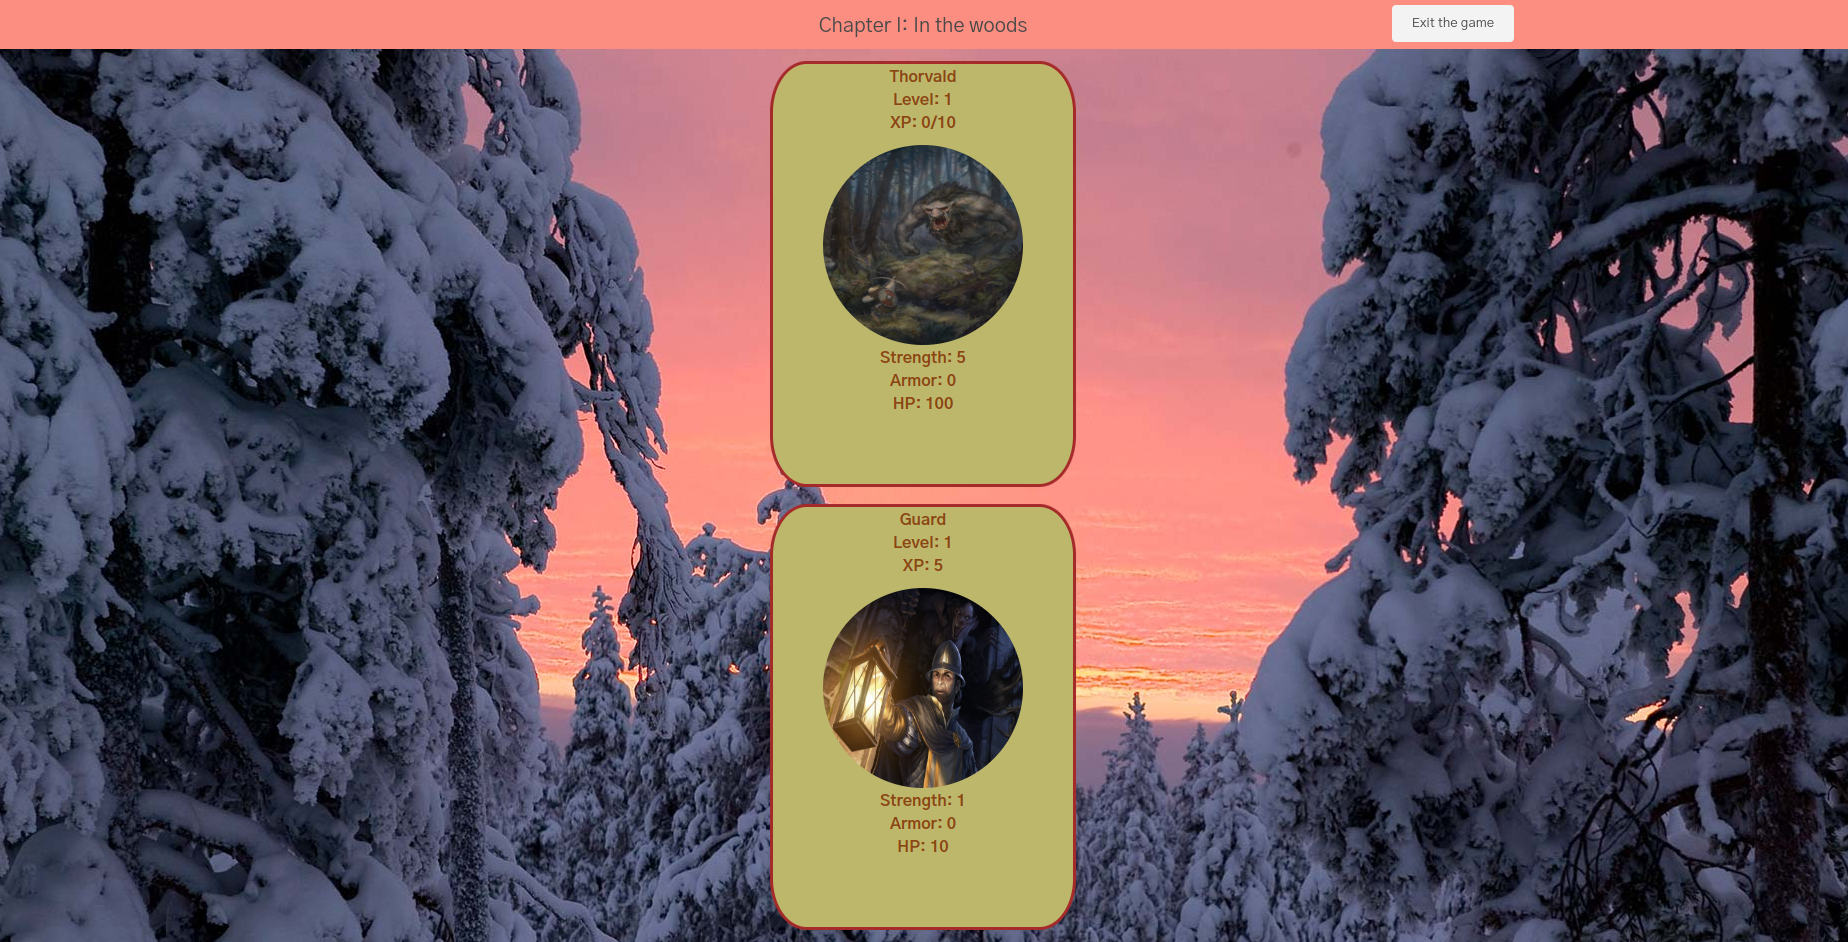 Chapter I: In the woods
Exit the game
Thorvald
Level: 1
XP: 0/10
Strength: 5
Armor: 0
HP: 100
Guard
Level: 1
XP: 5
Strength: 1
Armor: 0
HP: 10